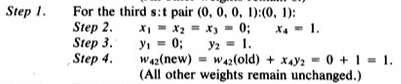 Step 1. For the third s:t pair (0, 0, 0, 1):(0, 1):
Step 2. x₁ = x₂ = x₃ = 0; x₄ = 1.
Step 3. y₁ = 0; y₂ = 1.
Step 4. w₄₂(new) = w₄₂(old) + x₄y₂ = 0 + 1 = 1.
(All other weights remain unchanged.)